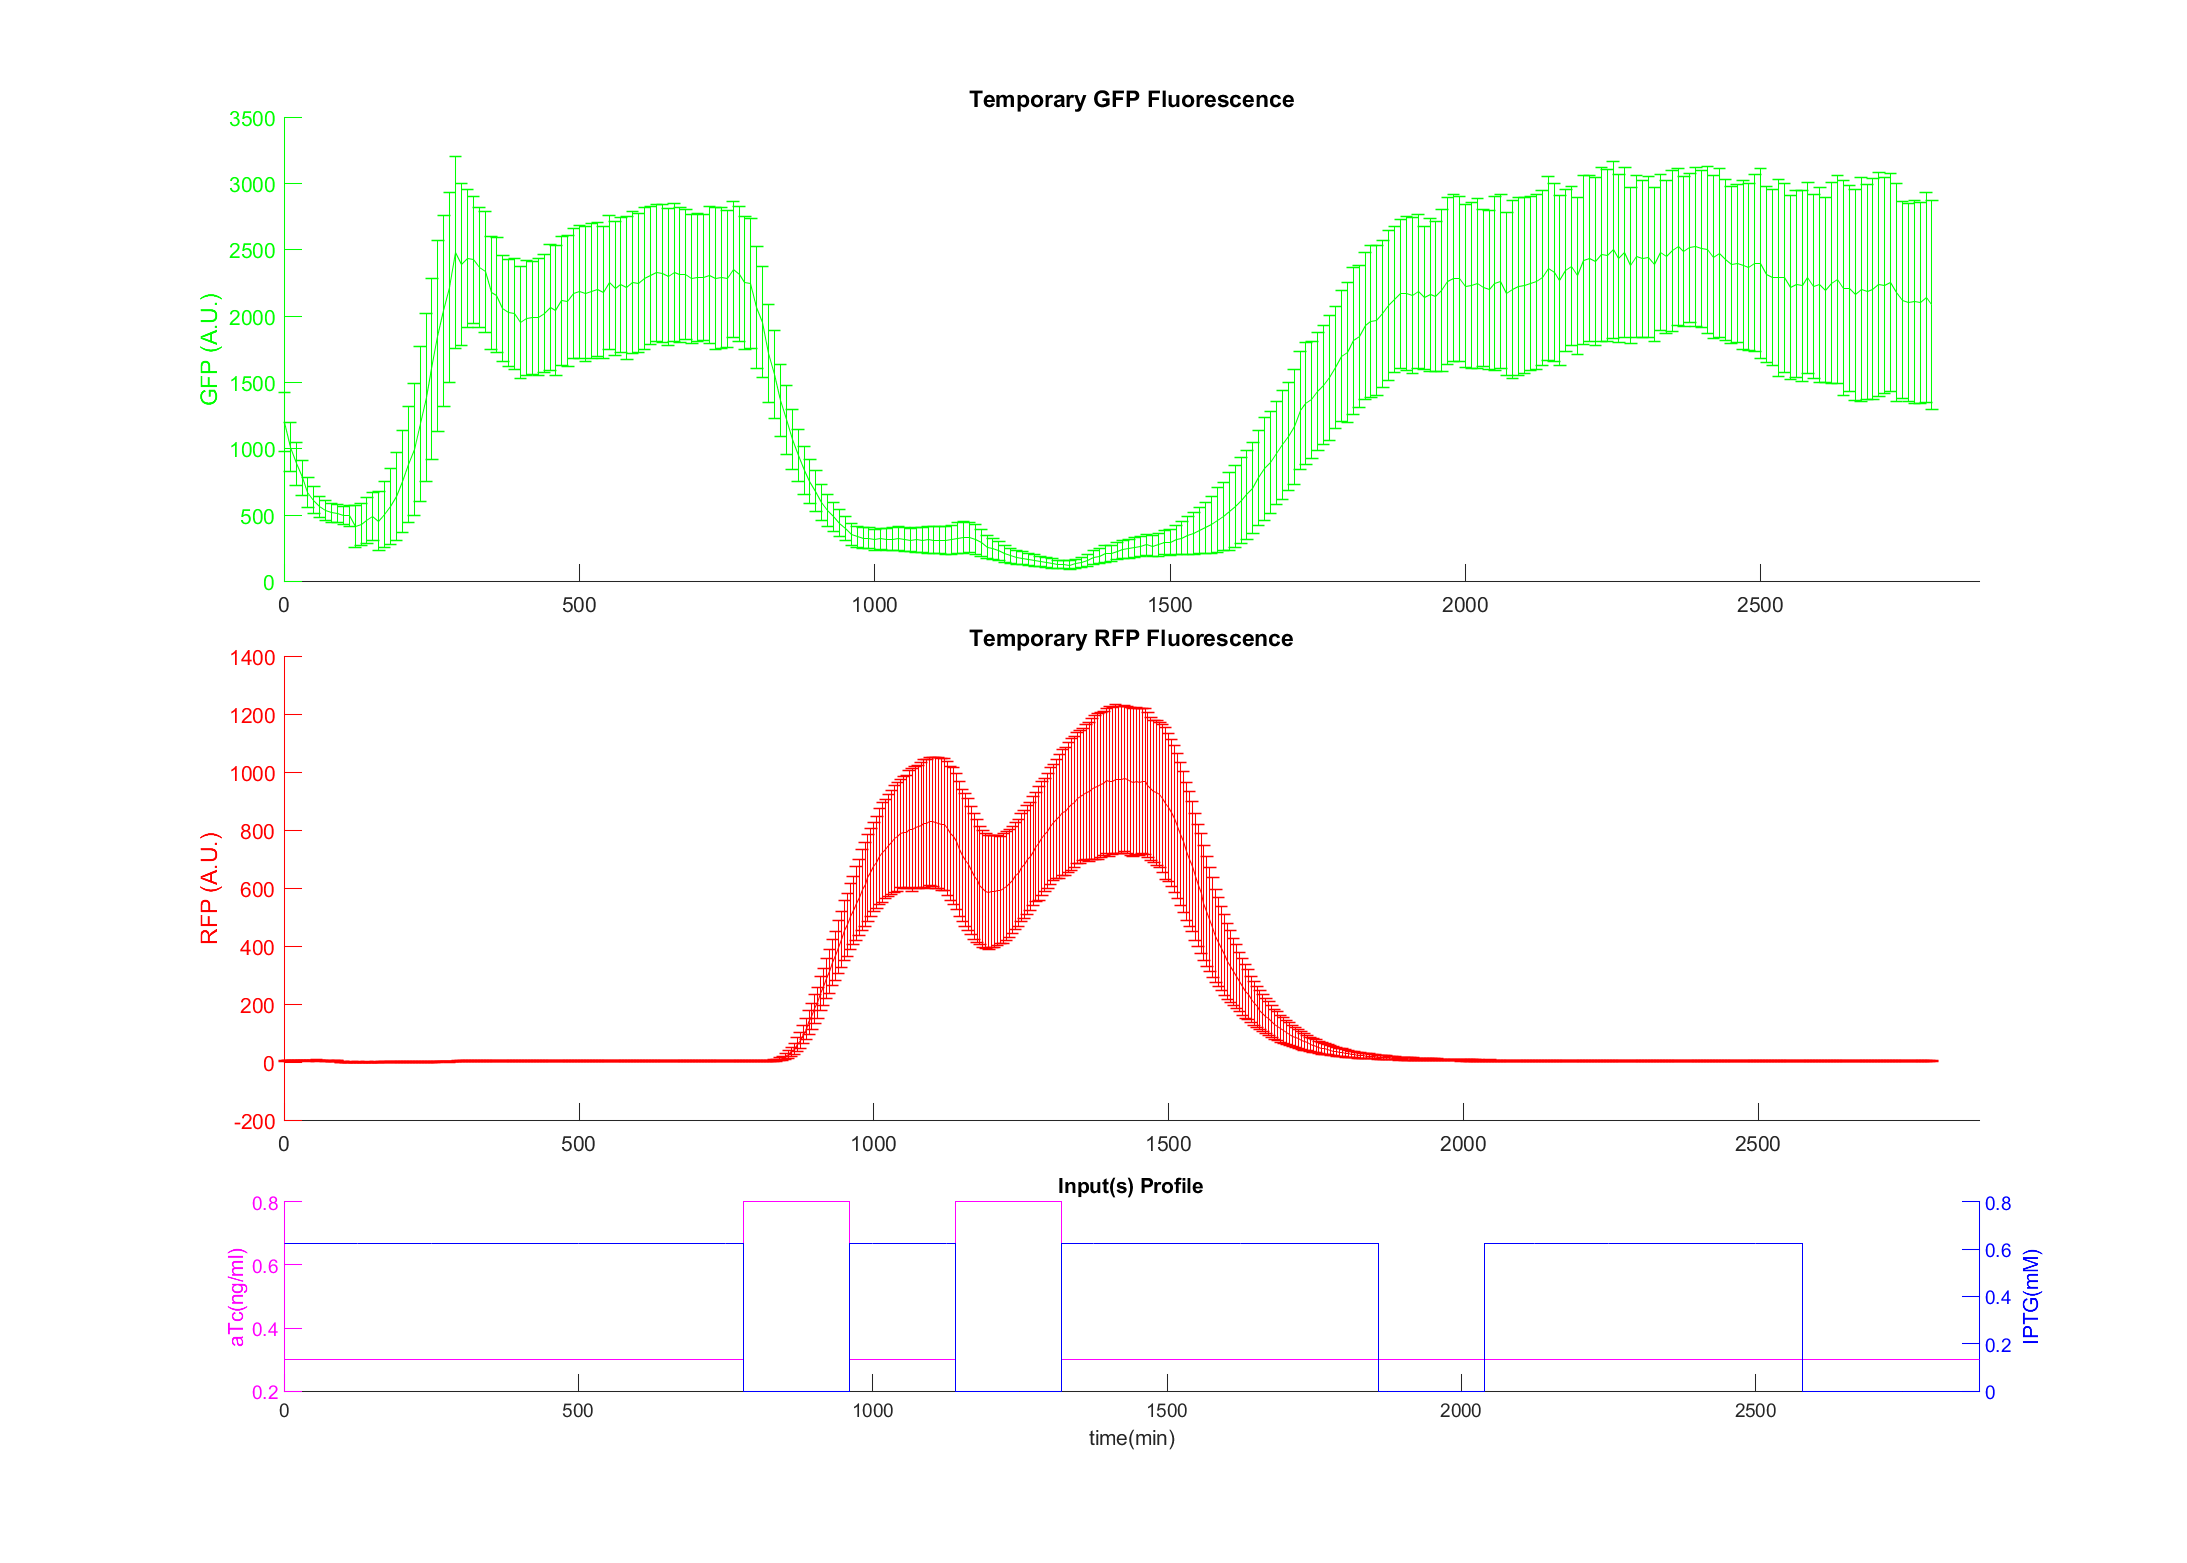 Temporary GFP Fluorescence
3500
3000
2500
2000
1500
1000
500
0
GFP (A.U.)
0 500 1000 1500 2000 2500
Temporary RFP Fluorescence
1400
1200
1000
800
600
400
200
0
-200
RFP (A.U.)
0 500 1000 1500 2000 2500
Input(s) Profile
0.8
0.6
0.4
0.2
aTc(ng/ml)
0.8
0.6
0.4
0.2
0
IPTG(mM)
0 500 1000 1500 2000 2500
time(min)